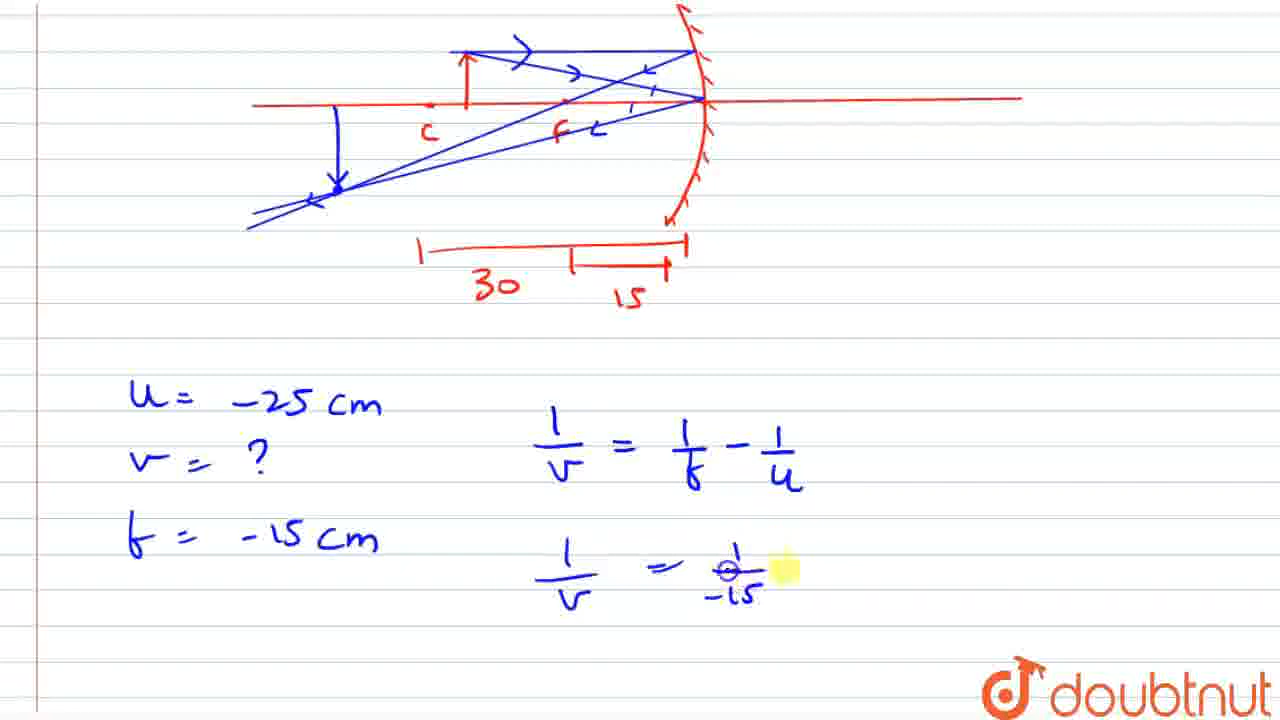 C F
30
15
u = -25 cm
v = ?
f = -15 cm
1/v = 1/f - 1/u
1/v = 1/-15
doubtnut